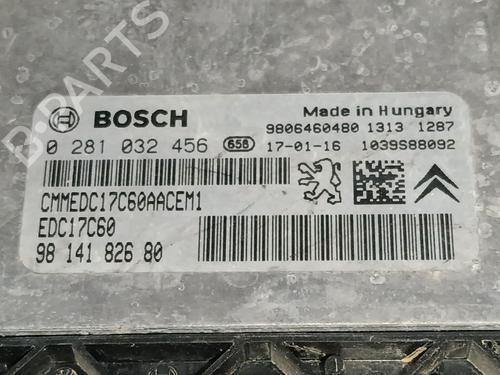 B-PARTS
BOSCH
Made in Hungary
9806460480 1313 1287
0 281 032 456 656 17-01-16 1039S88092
CMMEDC17C60AACEM1
EDC17C60
98 141 826 80